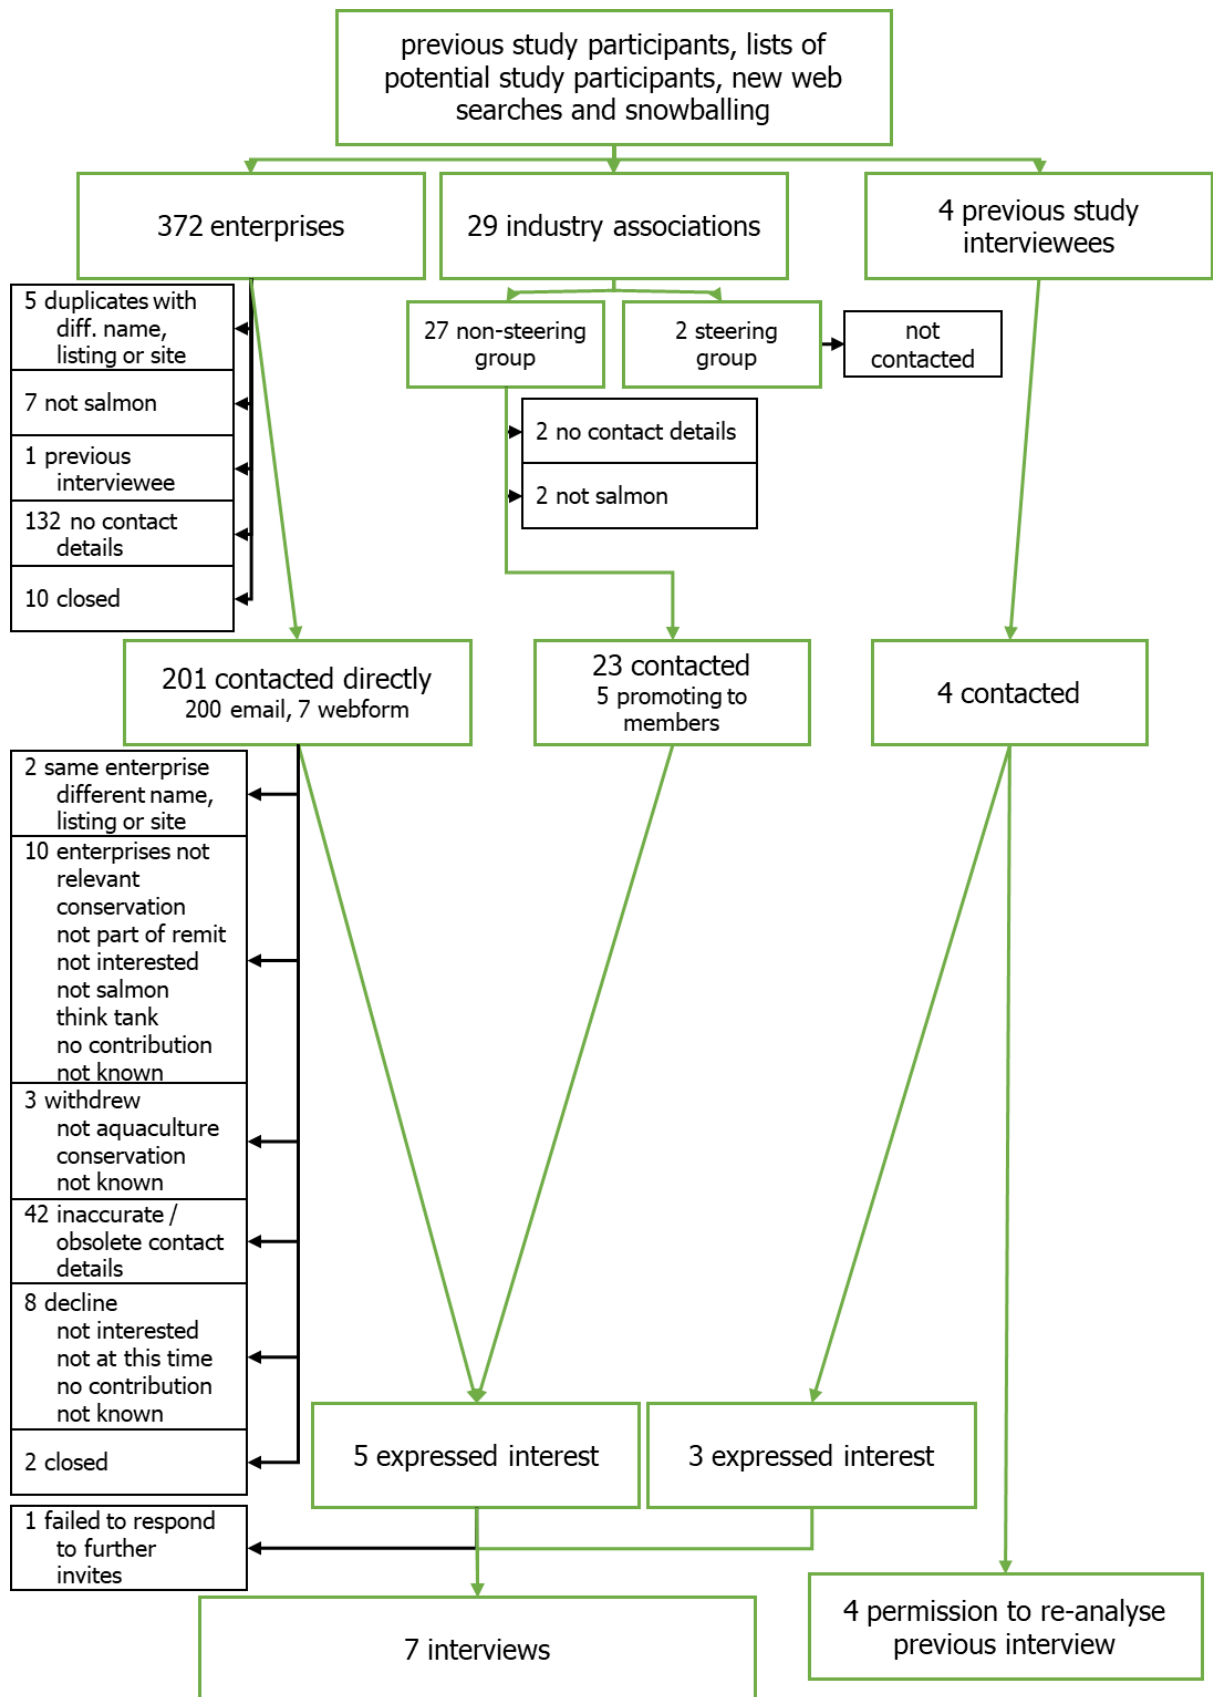 previous study participants, lists of
potential study participants, new web
searches and snowballing
372 enterprises
29 industry associations
4 previous study
interviewees
5 duplicates with
diff. name,
listing or site
7 not salmon
1 previous
interviewee
132 no contact
details
10 closed
27 non-steering
group
2 steering
group
not
contacted
2 no contact details
2 not salmon
201 contacted directly
200 email, 7 webform
23 contacted
5 promoting to
members
4 contacted
2 same enterprise
different name,
listing or site
10 enterprises not
relevant
conservation
not part of remit
not interested
not salmon
think tank
no contribution
not known
3 withdrew
not aquaculture
conservation
not known
42 inaccurate /
obsolete contact
details
8 decline
not interested
not at this time
no contribution
not known
2 closed
5 expressed interest
3 expressed interest
1 failed to respond
to further
invites
7 interviews
4 permission to re-analyse
previous interview